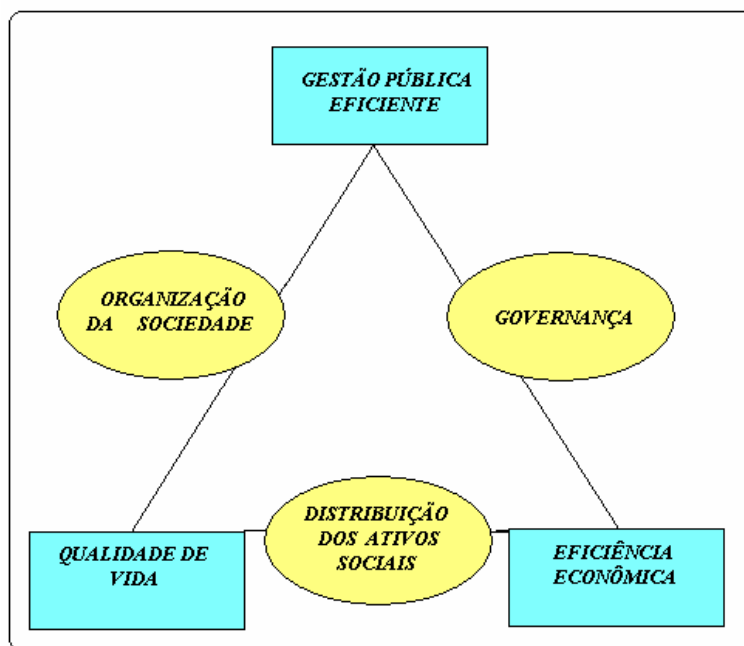 GESTÃO PÚBLICA
EFICIENTE
ORGANIZAÇÃO
DA SOCIEDADE
GOVERNANÇA
DISTRIBUIÇÃO
DOS ATIVOS
SOCIAIS
QUALIDADE DE
VIDA
EFICIÊNCIA
ECONÔMICA